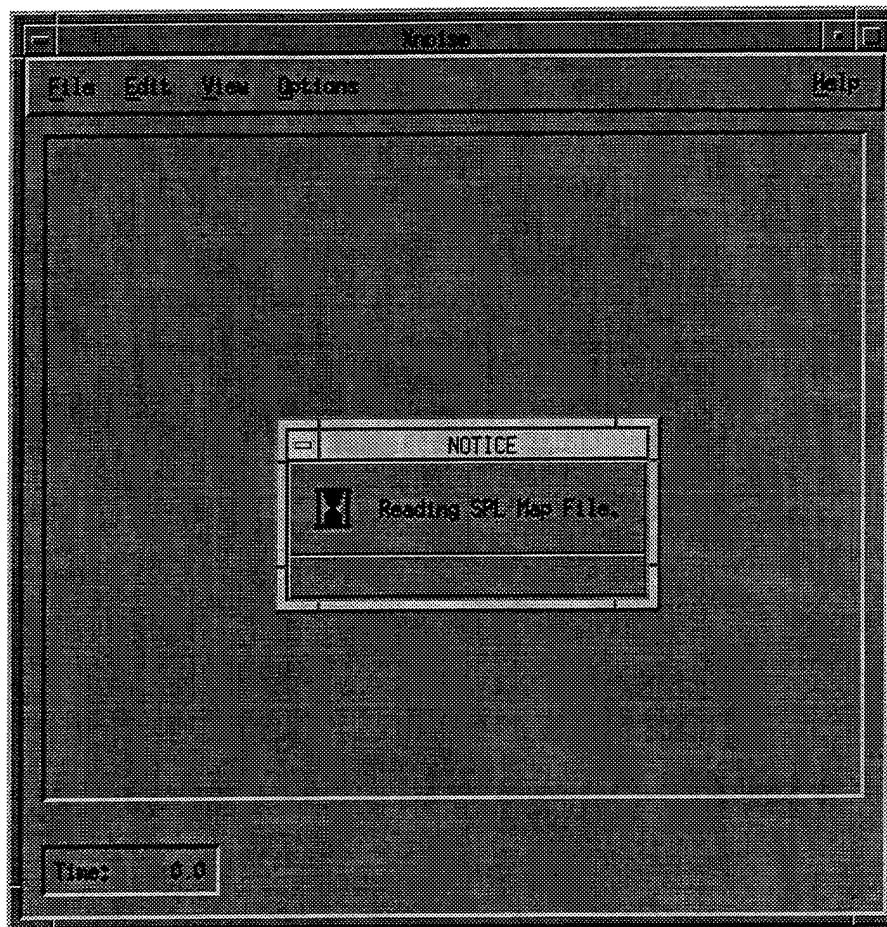 Xnoise
File Edit View Options Help
NOTICE
Reading SPL Map File.
Time: 0.0